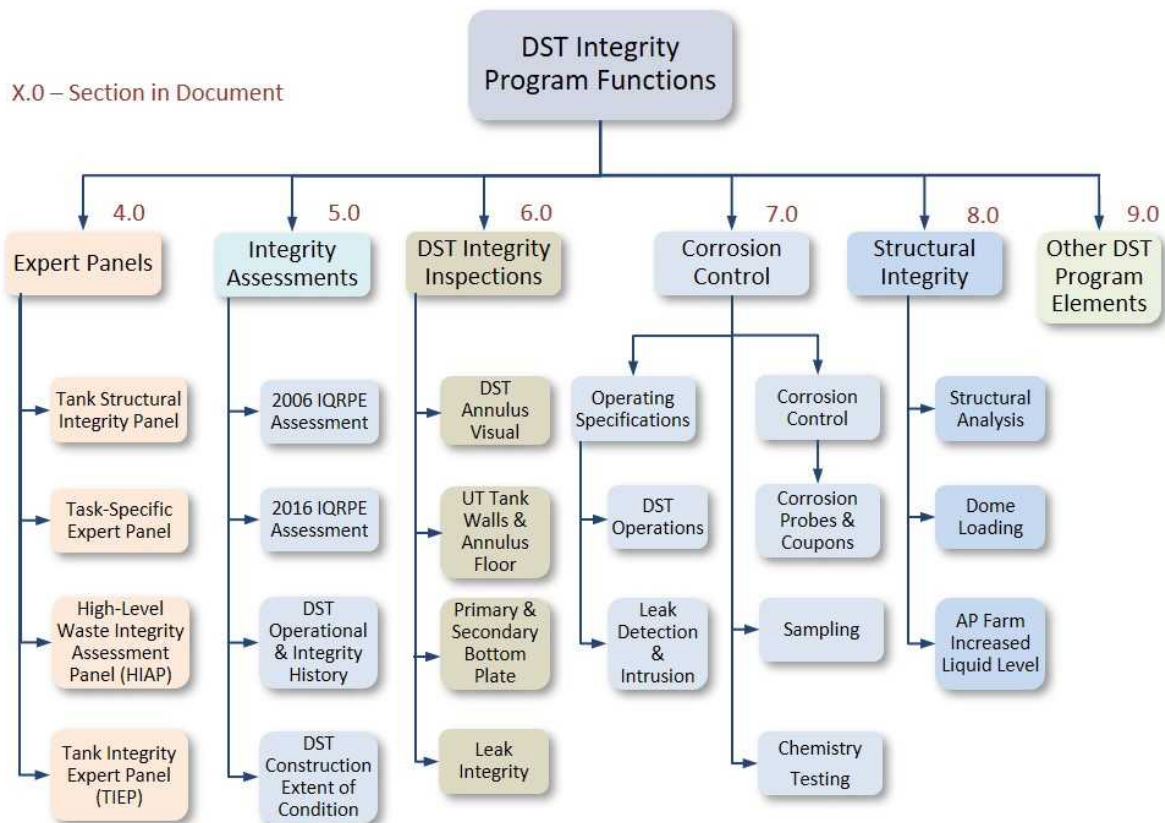 DST Integrity
Program Functions
X.0 – Section in Document
4.0
Expert Panels
Tank Structural
Integrity Panel
Task-Specific
Expert Panel
High-Level
Waste Integrity
Assessment
Panel (HIAP)
Tank Integrity
Expert Panel
(TIEP)
5.0
Integrity
Assessments
2006 IQRPE
Assessment
2016 IQRPE
Assessment
DST
Operational
& Integrity
History
DST
Construction
Extent of
Condition
6.0
DST Integrity
Inspections
DST
Annulus
Visual
UT Tank
Walls &
Annulus
Floor
Primary &
Secondary
Bottom
Plate
Leak
Integrity
7.0
Corrosion
Control
Operating
Specifications
DST
Operations
Leak
Detection
&
Intrusion
Corrosion
Control
Corrosion
Probes &
Coupons
Sampling
Chemistry
Testing
8.0
Structural
Integrity
Structural
Analysis
Dome
Loading
AP Farm
Increased
Liquid Level
9.0
Other DST
Program
Elements